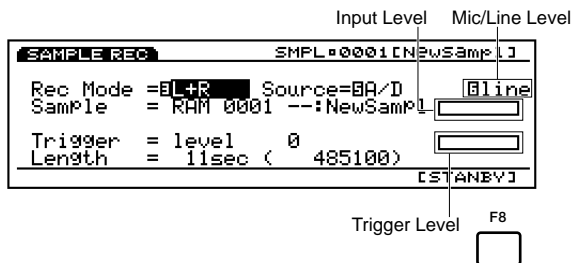 Input Level Mic/Line Level
SAMPLE REC SMPL:0001[NewSampl]
Rec Mode =L+R Source=A/D line
Sample = RAM 0001 --:NewSampl
Trigger = level 0
Length = 11sec ( 485100)
[STANBY]
Trigger Level F8